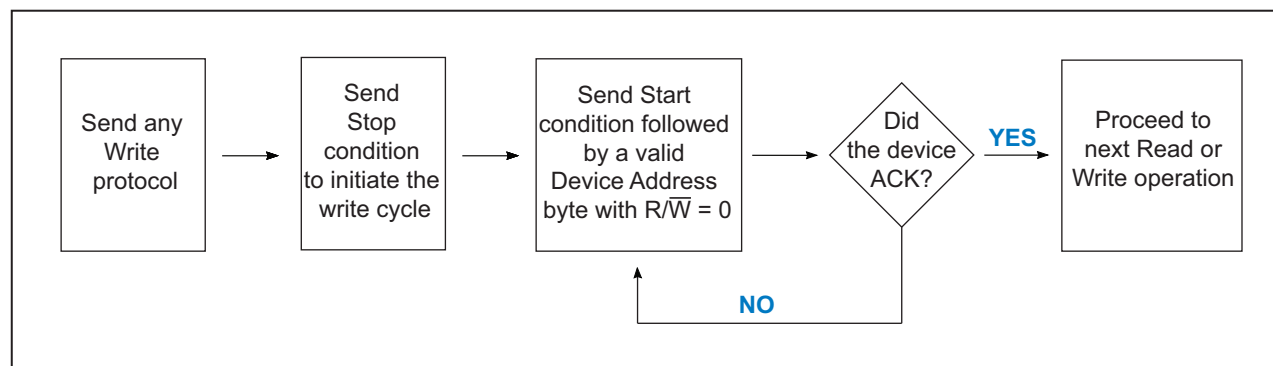 Send any
Write
protocol
Send
Stop
condition
to initiate the
write cycle
Send Start
condition followed
by a valid
Device Address
byte with R/W̅ = 0
Did
the device
ACK?
YES
NO
Proceed to
next Read or
Write operation